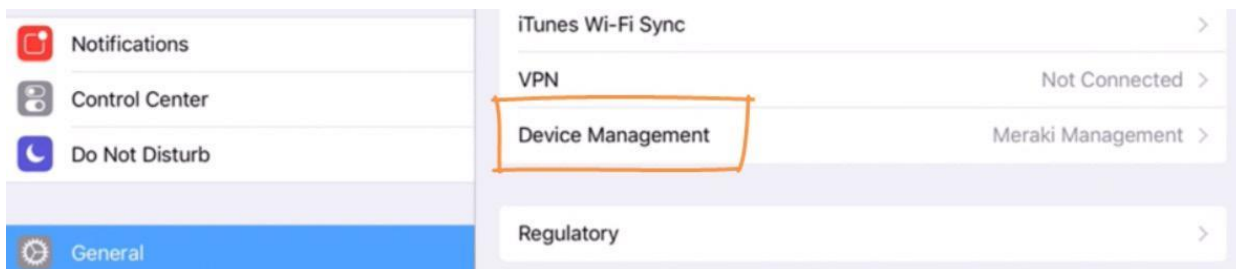 Notifications
Control Center
Do Not Disturb
General
iTunes Wi-Fi Sync
VPN Not Connected
Device Management Meraki Management
Regulatory